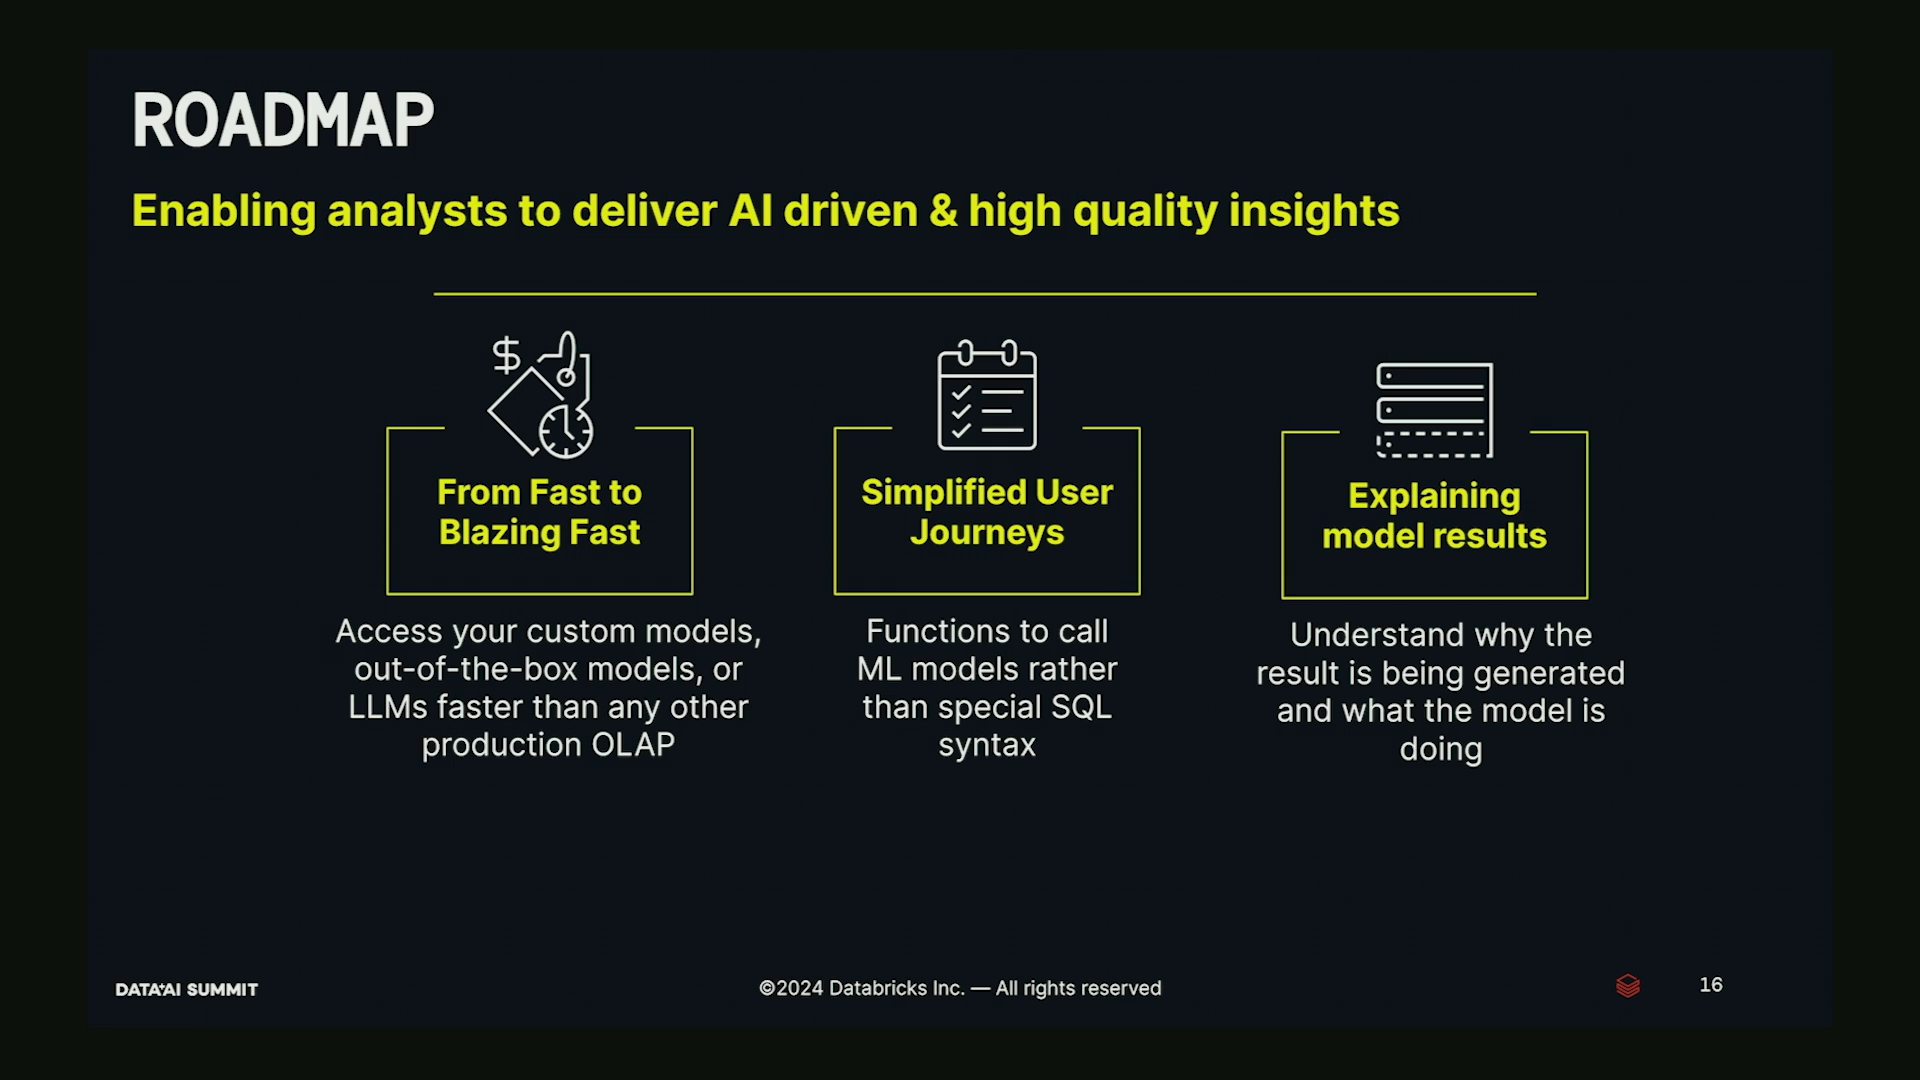 ROADMAP
Enabling analysts to deliver AI driven & high quality insights
$
From Fast to
Blazing Fast
Access your custom models,
out-of-the-box models, or
LLMs faster than any other
production OLAP
Simplified User
Journeys
Functions to call
ML models rather
than special SQL
syntax
Explaining
model results
Understand why the
result is being generated
and what the model is
doing
DATA+AI SUMMIT
©2024 Databricks Inc. — All rights reserved
16